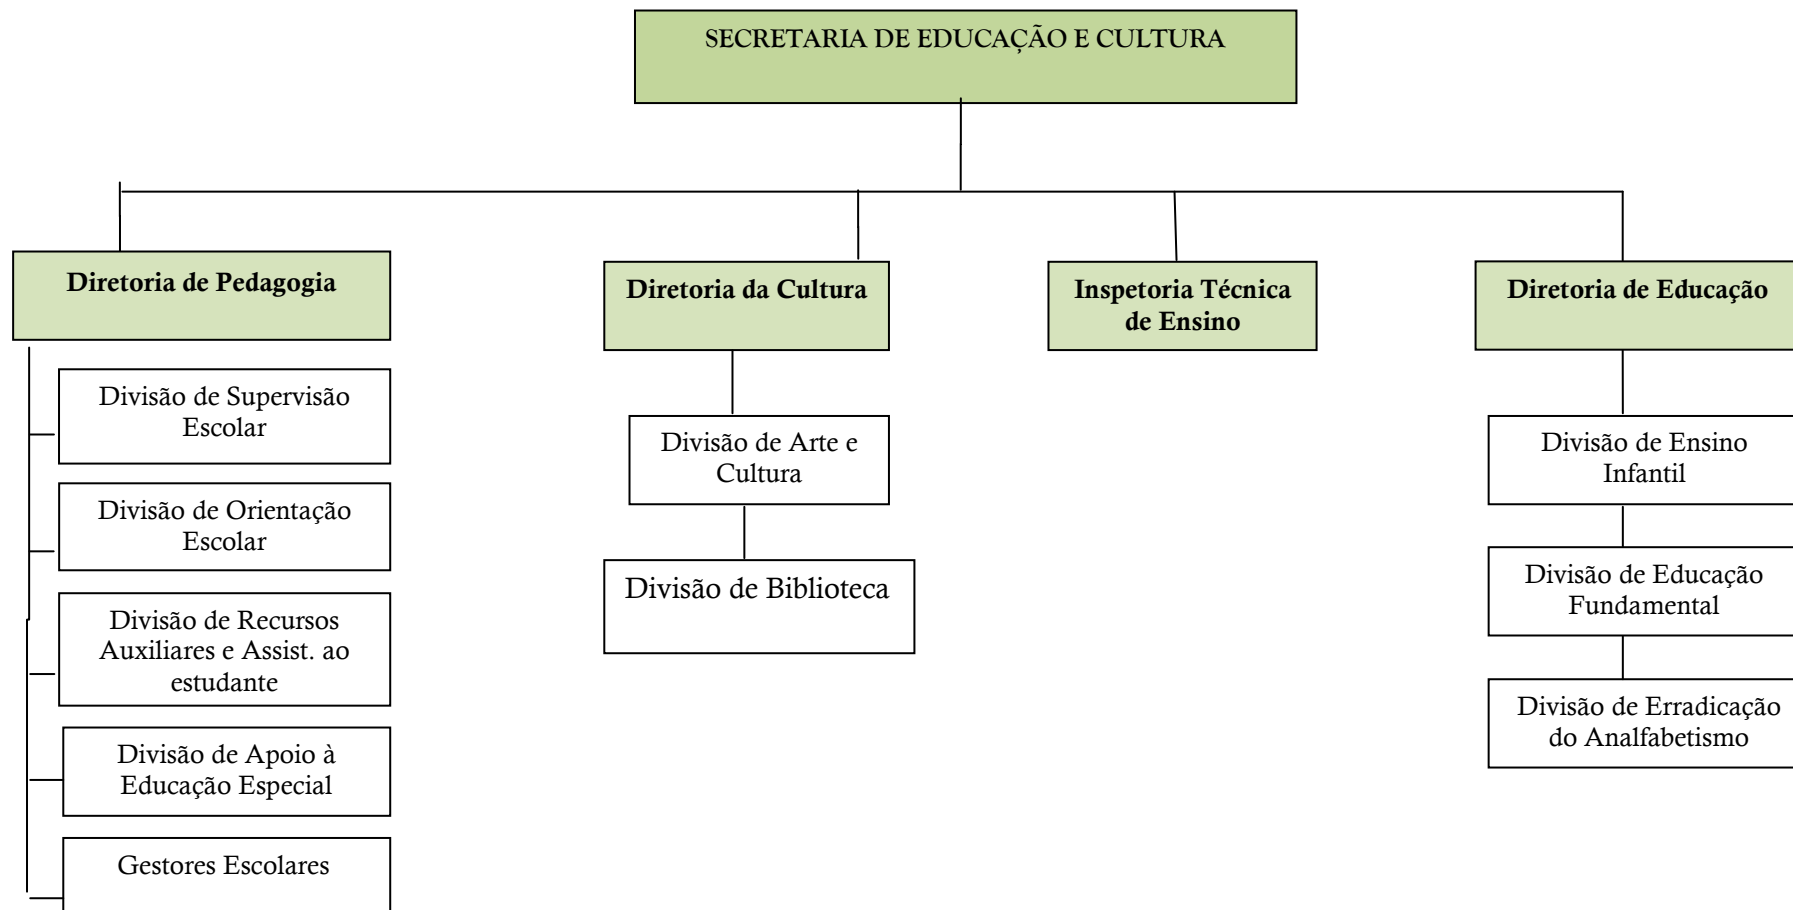 SECRETARIA DE EDUCAÇÃO E CULTURA
Diretoria de Pedagogia
Divisão de Supervisão
Escolar
Divisão de Orientação
Escolar
Divisão de Recursos
Auxiliares e Assist. ao
estudante
Divisão de Apoio à
Educação Especial
Gestores Escolares
Diretoria da Cultura
Divisão de Arte e
Cultura
Divisão de Biblioteca
Inspetoria Técnica
de Ensino
Diretoria de Educação
Divisão de Ensino
Infantil
Divisão de Educação
Fundamental
Divisão de Erradicação
do Analfabetismo